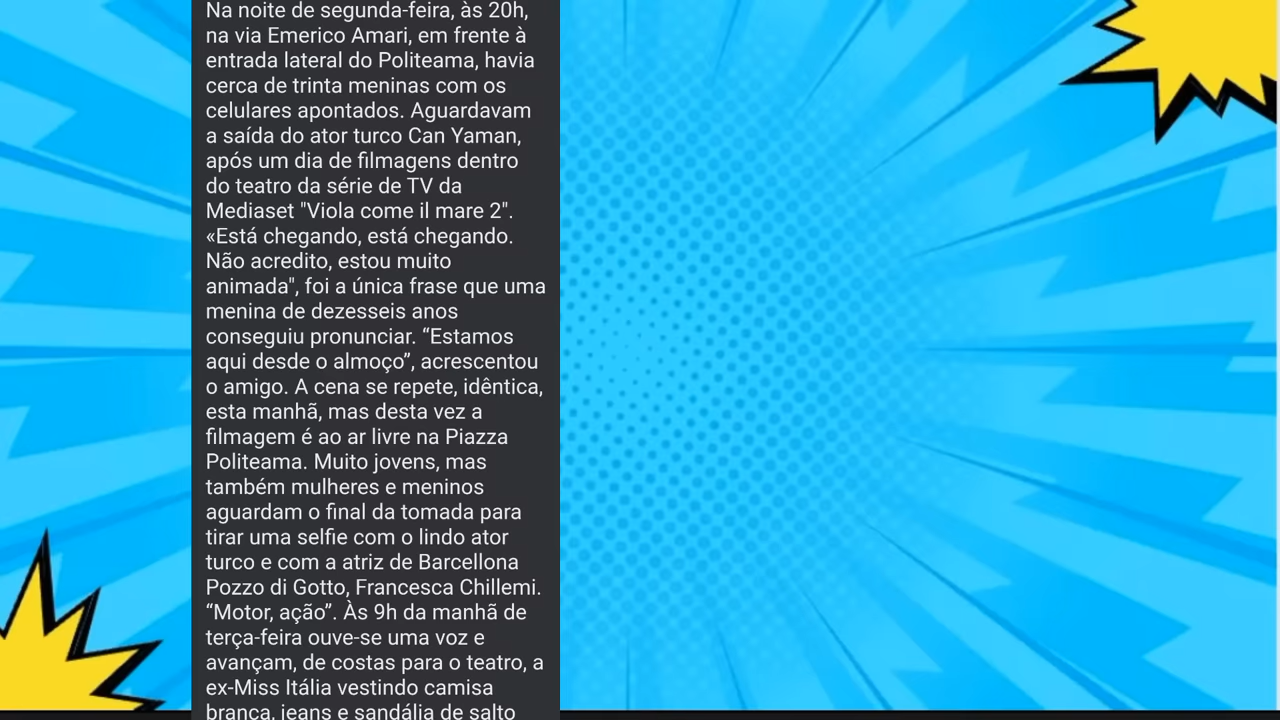 Na noite de segunda-feira, às 20h,
na via Emerico Amari, em frente à
entrada lateral do Politeama, havia
cerca de trinta meninas com os
celulares apontados. Aguardavam
a saída do ator turco Can Yaman,
após um dia de filmagens dentro
do teatro da série de TV da
Mediaset "Viola come il mare 2".
«Está chegando, está chegando.
Não acredito, estou muito
animada", foi a única frase que uma
menina de dezesseis anos
conseguiu pronunciar. “Estamos
aqui desde o almoço”, acrescentou
o amigo. A cena se repete, idêntica,
esta manhã, mas desta vez a
filmagem é ao ar livre na Piazza
Politeama. Muito jovens, mas
também mulheres e meninos
aguardam o final da tomada para
tirar uma selfie com o lindo ator
turco e com a atriz de Barcellona
Pozzo di Gotto, Francesca Chillemi.
“Motor, ação”. Às 9h da manhã de
terça-feira ouve-se uma voz e
avançam, de costas para o teatro, a
ex-Miss Itália vestindo camisa
branca, jeans e sandália de salto